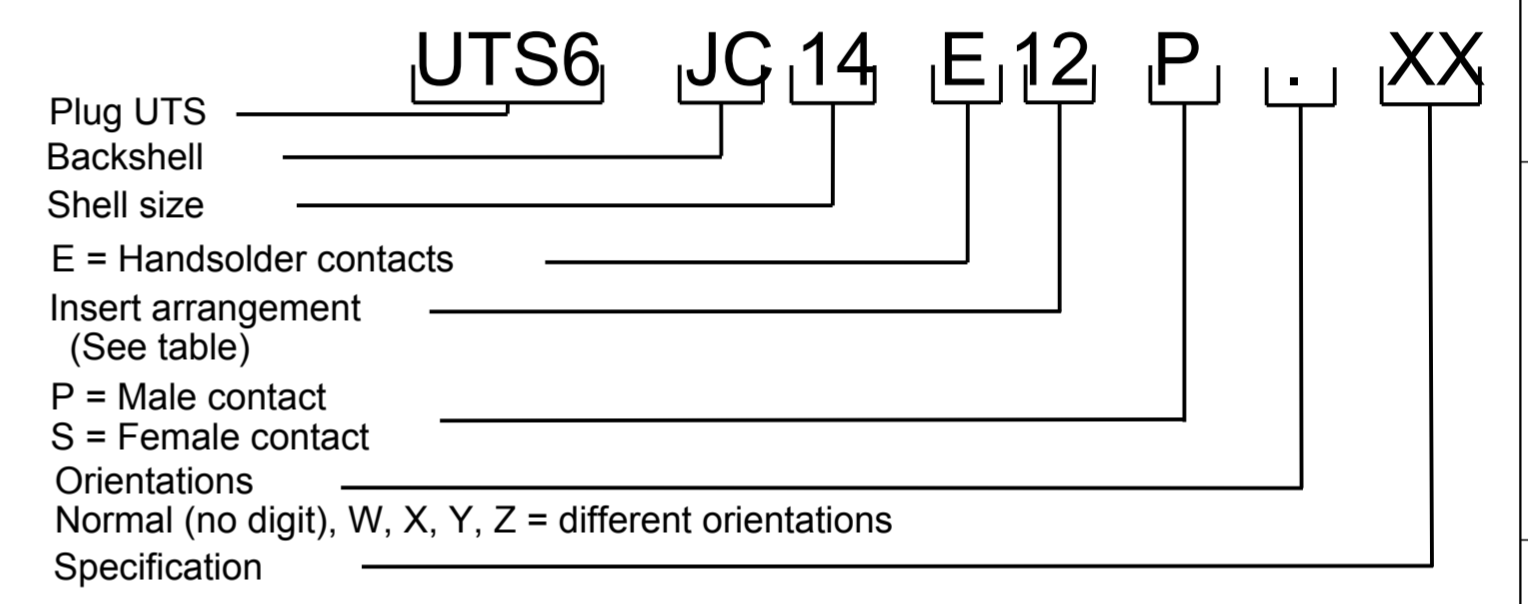 UTS6 JC 14 E 12 P . XX
Plug UTS
Backshell
Shell size
E = Handsolder contacts
Insert arrangement
(See table)
P = Male contact
S = Female contact
Orientations
Normal (no digit), W, X, Y, Z = different orientations
Specification